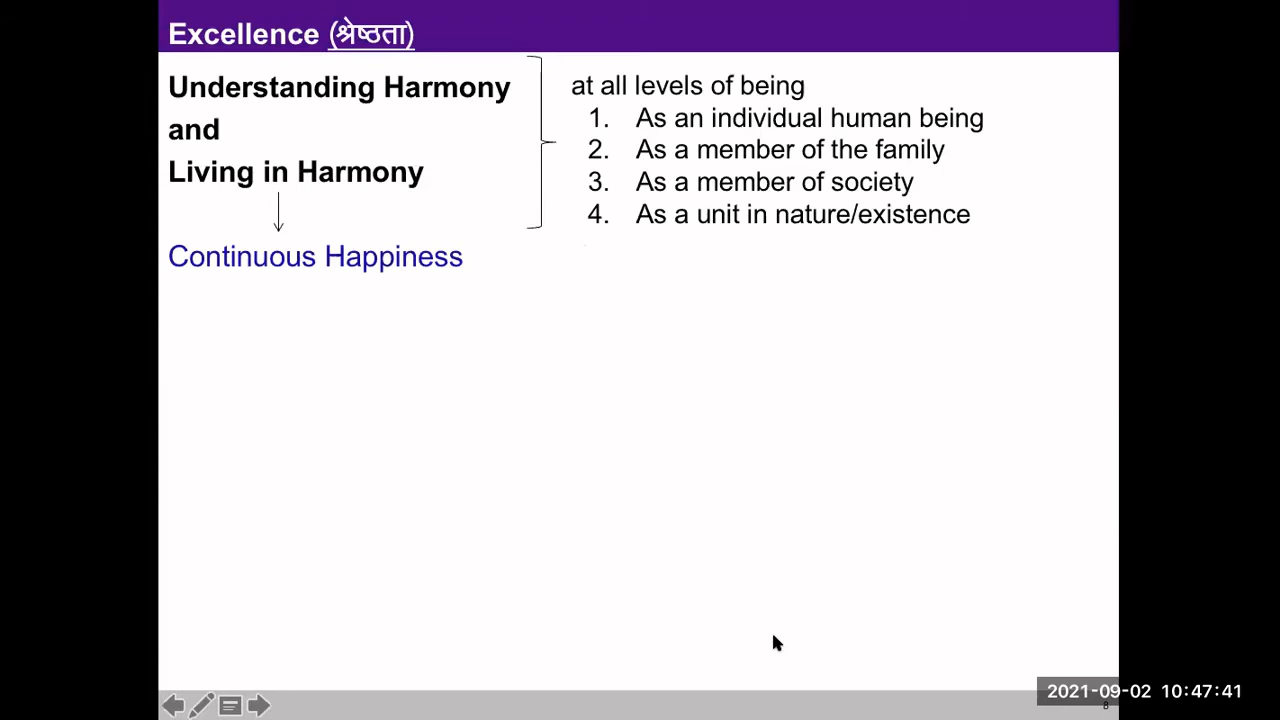 Excellence (श्रेष्ठता)
Understanding Harmony
and
Living in Harmony
Continuous Happiness
at all levels of being
1. As an individual human being
2. As a member of the family
3. As a member of society
4. As a unit in nature/existence
2021-09-02 10:47:41
8